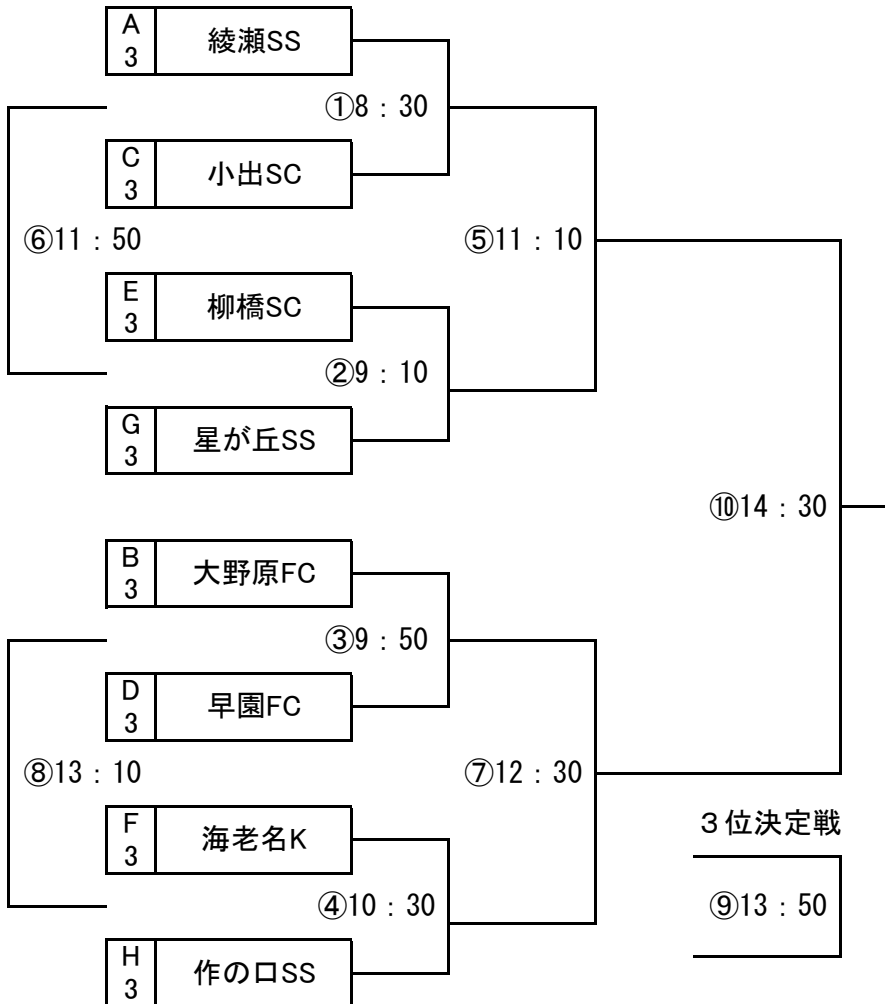 A
3
綾瀬SS
①8：30
C
3
小出SC
⑥11：50
⑤11：10
E
3
柳橋SC
②9：10
G
3
星が丘SS
⑩14：30
B
3
大野原FC
③9：50
D
3
早園FC
⑧13：10
⑦12：30
F
3
海老名K
３位決定戦
④10：30
⑨13：50
H
3
作の口SS